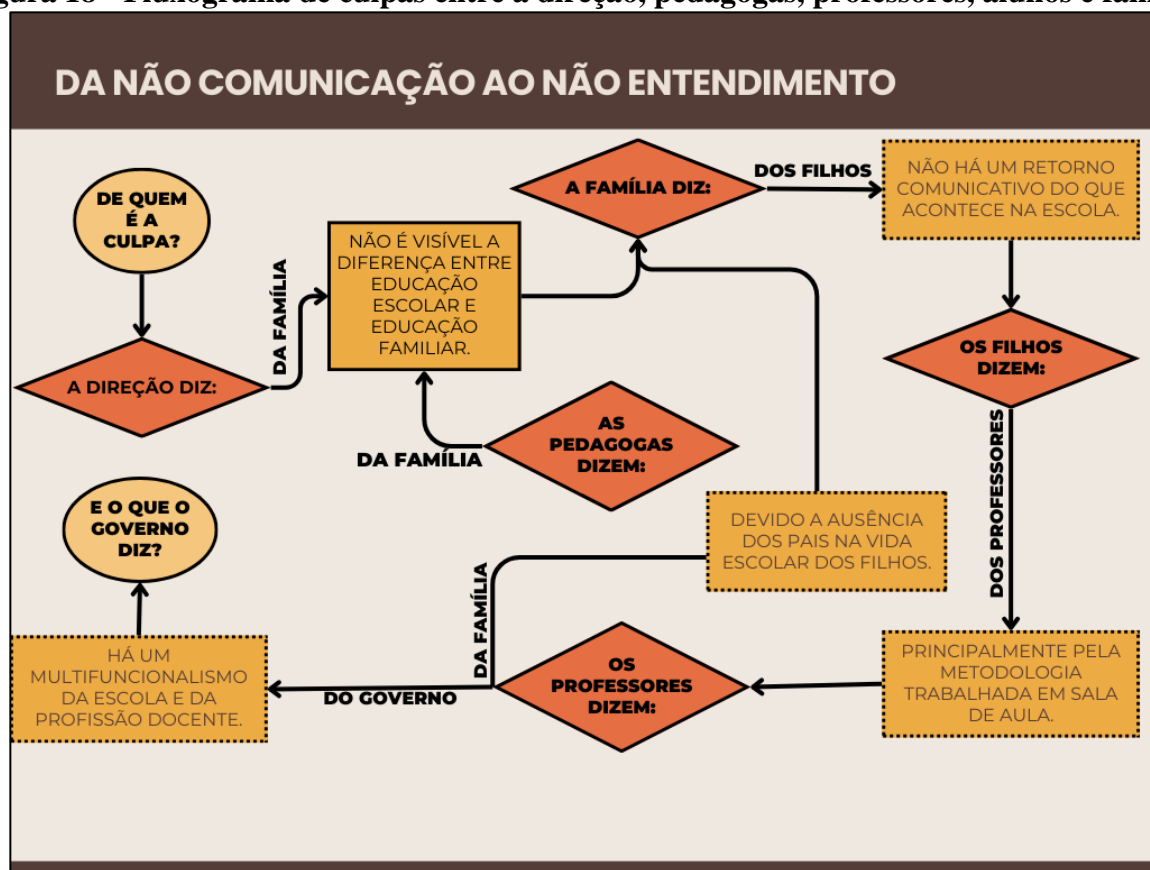 DA NÃO COMUNICAÇÃO AO NÃO ENTENDIMENTO
DE QUEM
É A
CULPA?
A DIREÇÃO DIZ:
DA FAMÍLIA
NÃO É VISÍVEL A
DIFERENÇA ENTRE
EDUCAÇÃO
ESCOLAR E
EDUCAÇÃO
FAMILIAR.
A FAMÍLIA DIZ:
DOS FILHOS
NÃO HÁ UM RETORNO
COMUNICATIVO DO QUE
ACONTECE NA ESCOLA.
OS FILHOS
DIZEM:
DOS PROFESSORES
PRINCIPALMENTE PELA
METODOLOGIA
TRABALHADA EM SALA
DE AULA.
AS
PEDAGOGAS
DIZEM:
DA FAMÍLIA
DEVIDO A AUSÊNCIA
DOS PAIS NA VIDA
ESCOLAR DOS FILHOS.
DA FAMÍLIA
OS
PROFESSORES
DIZEM:
DO GOVERNO
HÁ UM
MULTIFUNCIONALISMO
DA ESCOLA E DA
PROFISSÃO DOCENTE.
E O QUE O
GOVERNO
DIZ?